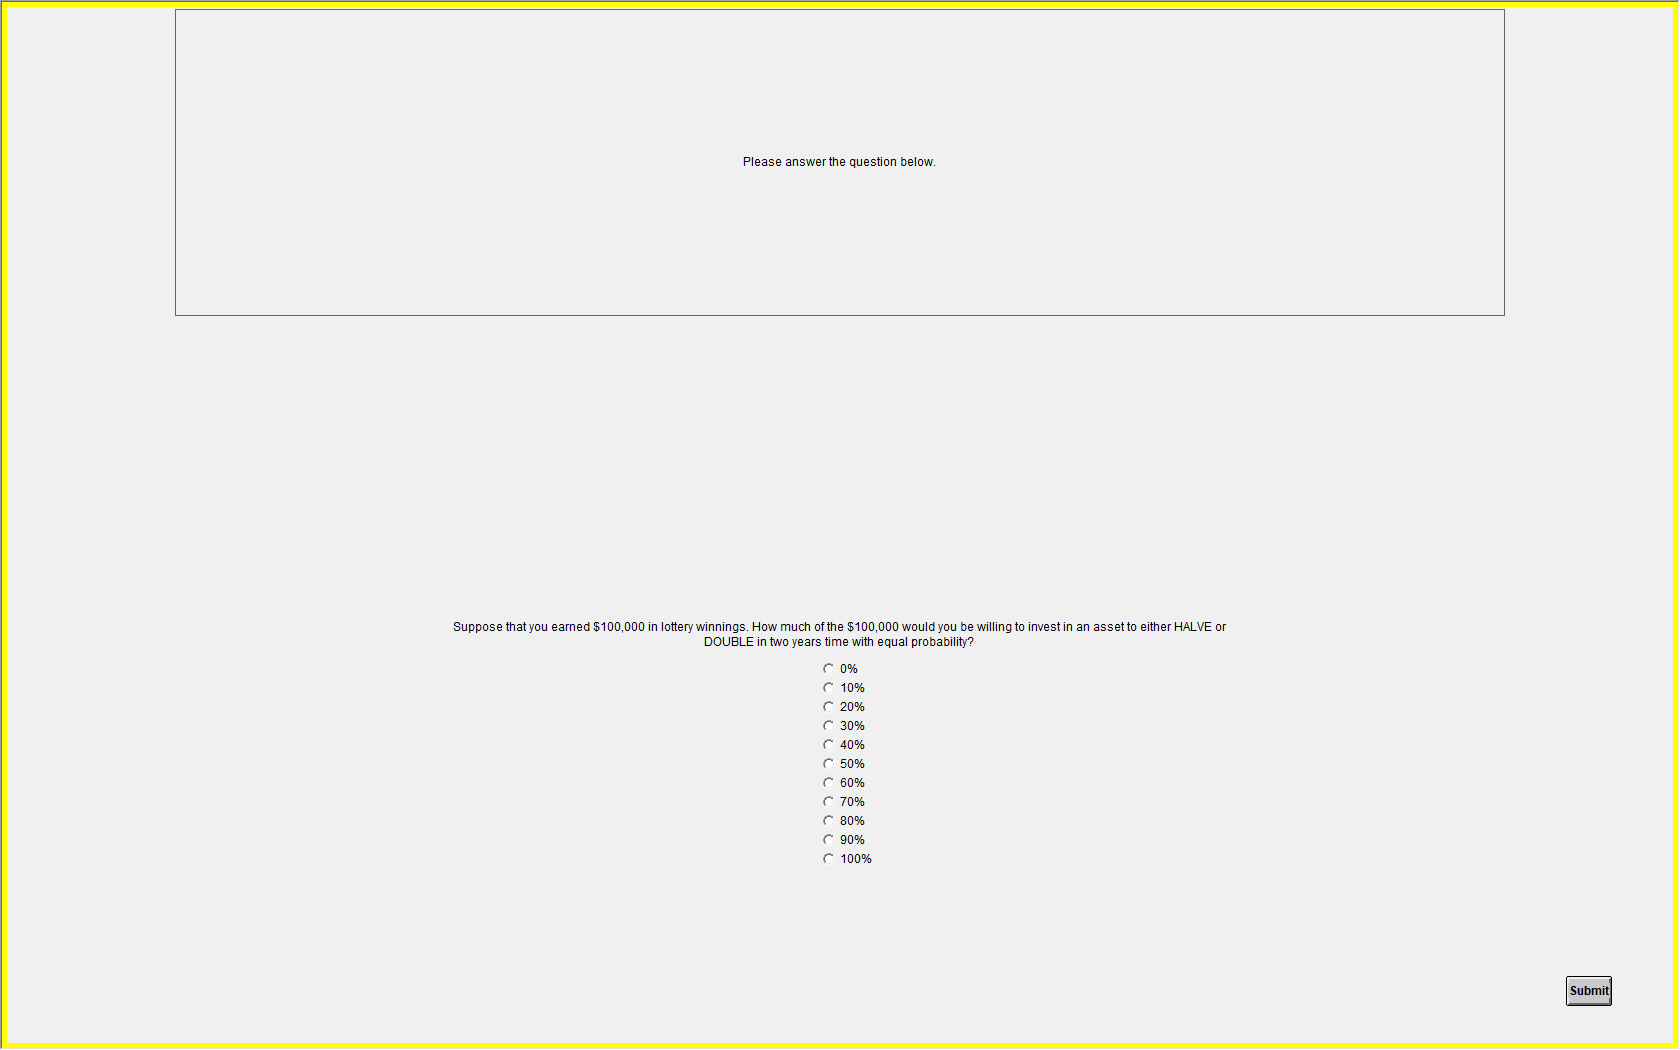 Please answer the question below.
Suppose that you earned $100,000 in lottery winnings. How much of the $100,000 would you be willing to invest in an asset to either HALVE or
DOUBLE in two years time with equal probability?
0%
10%
20%
30%
40%
50%
60%
70%
80%
90%
100%
Submit